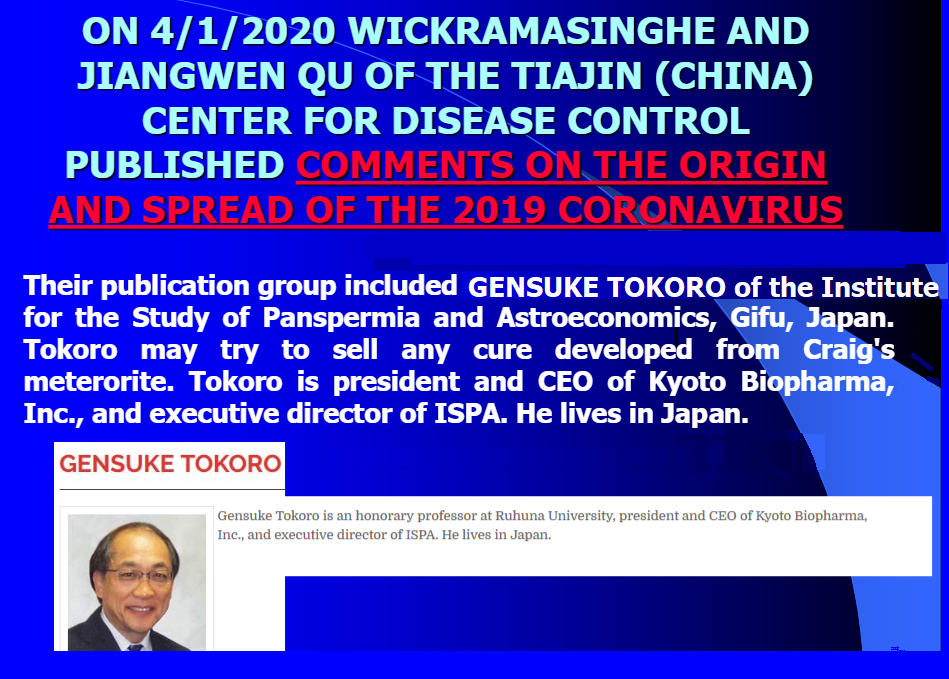 ON 4/1/2020 WICKRAMASINGHE AND
JIANGWEN QU OF THE TIAJIN (CHINA)
CENTER FOR DISEASE CONTROL
PUBLISHED COMMENTS ON THE ORIGIN
AND SPREAD OF THE 2019 CORONAVIRUS
Their publication group included GENSUKE TOKORO of the Institute
for the Study of Panspermia and Astroeconomics, Gifu, Japan.
Tokoro may try to sell any cure developed from Craig's
meterorite. Tokoro is president and CEO of Kyoto Biopharma,
Inc., and executive director of ISPA. He lives in Japan.
GENSUKE TOKORO
Gensuke Tokoro is an honorary professor at Ruhuna University, president and CEO of Kyoto Biopharma,
Inc., and executive director of ISPA. He lives in Japan.